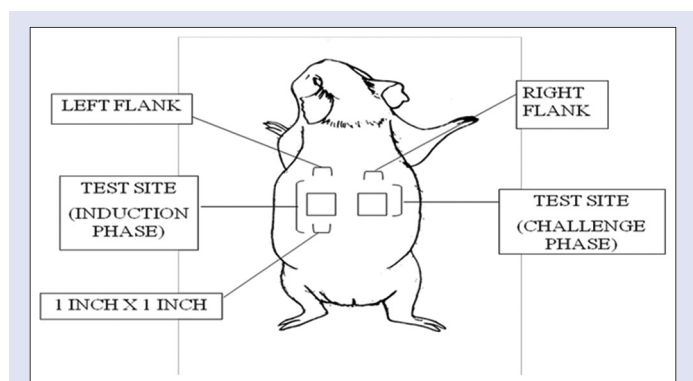 LEFT FLANK
RIGHT
FLANK
TEST SITE
(INDUCTION
PHASE)
TEST SITE
(CHALLENGE
PHASE)
1 INCH X 1 INCH